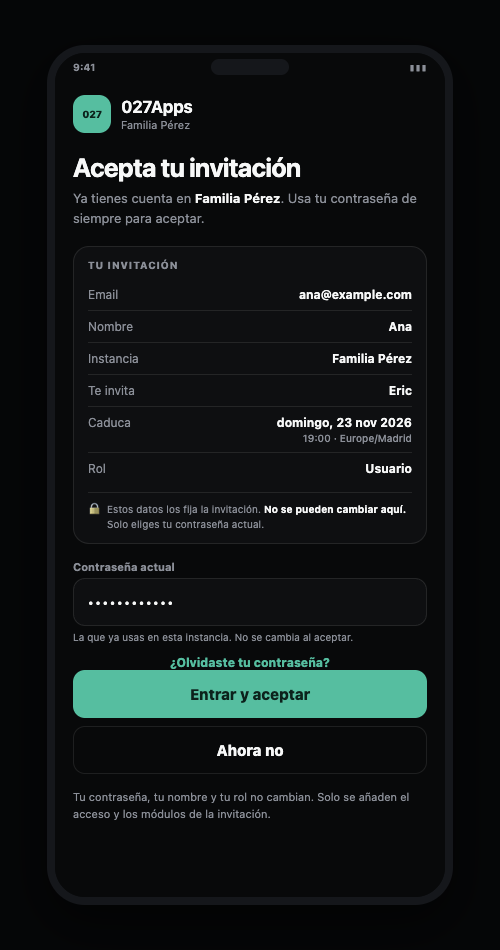 9:41
027
027Apps
Familia Pérez
Acepta tu invitación
Ya tienes cuenta en Familia Pérez. Usa tu contraseña de
siempre para aceptar.
TU INVITACIÓN
Email ana@example.com
Nombre Ana
Instancia Familia Pérez
Te invita Eric
Caduca domingo, 23 nov 2026
19:00 · Europe/Madrid
Rol Usuario
Estos datos los fija la invitación. No se pueden cambiar aquí.
Solo eliges tu contraseña actual.
Contraseña actual
••••••••••••
La que ya usas en esta instancia. No se cambia al aceptar.
¿Olvidaste tu contraseña?
Entrar y aceptar
Ahora no
Tu contraseña, tu nombre y tu rol no cambian. Solo se añaden el
acceso y los módulos de la invitación.